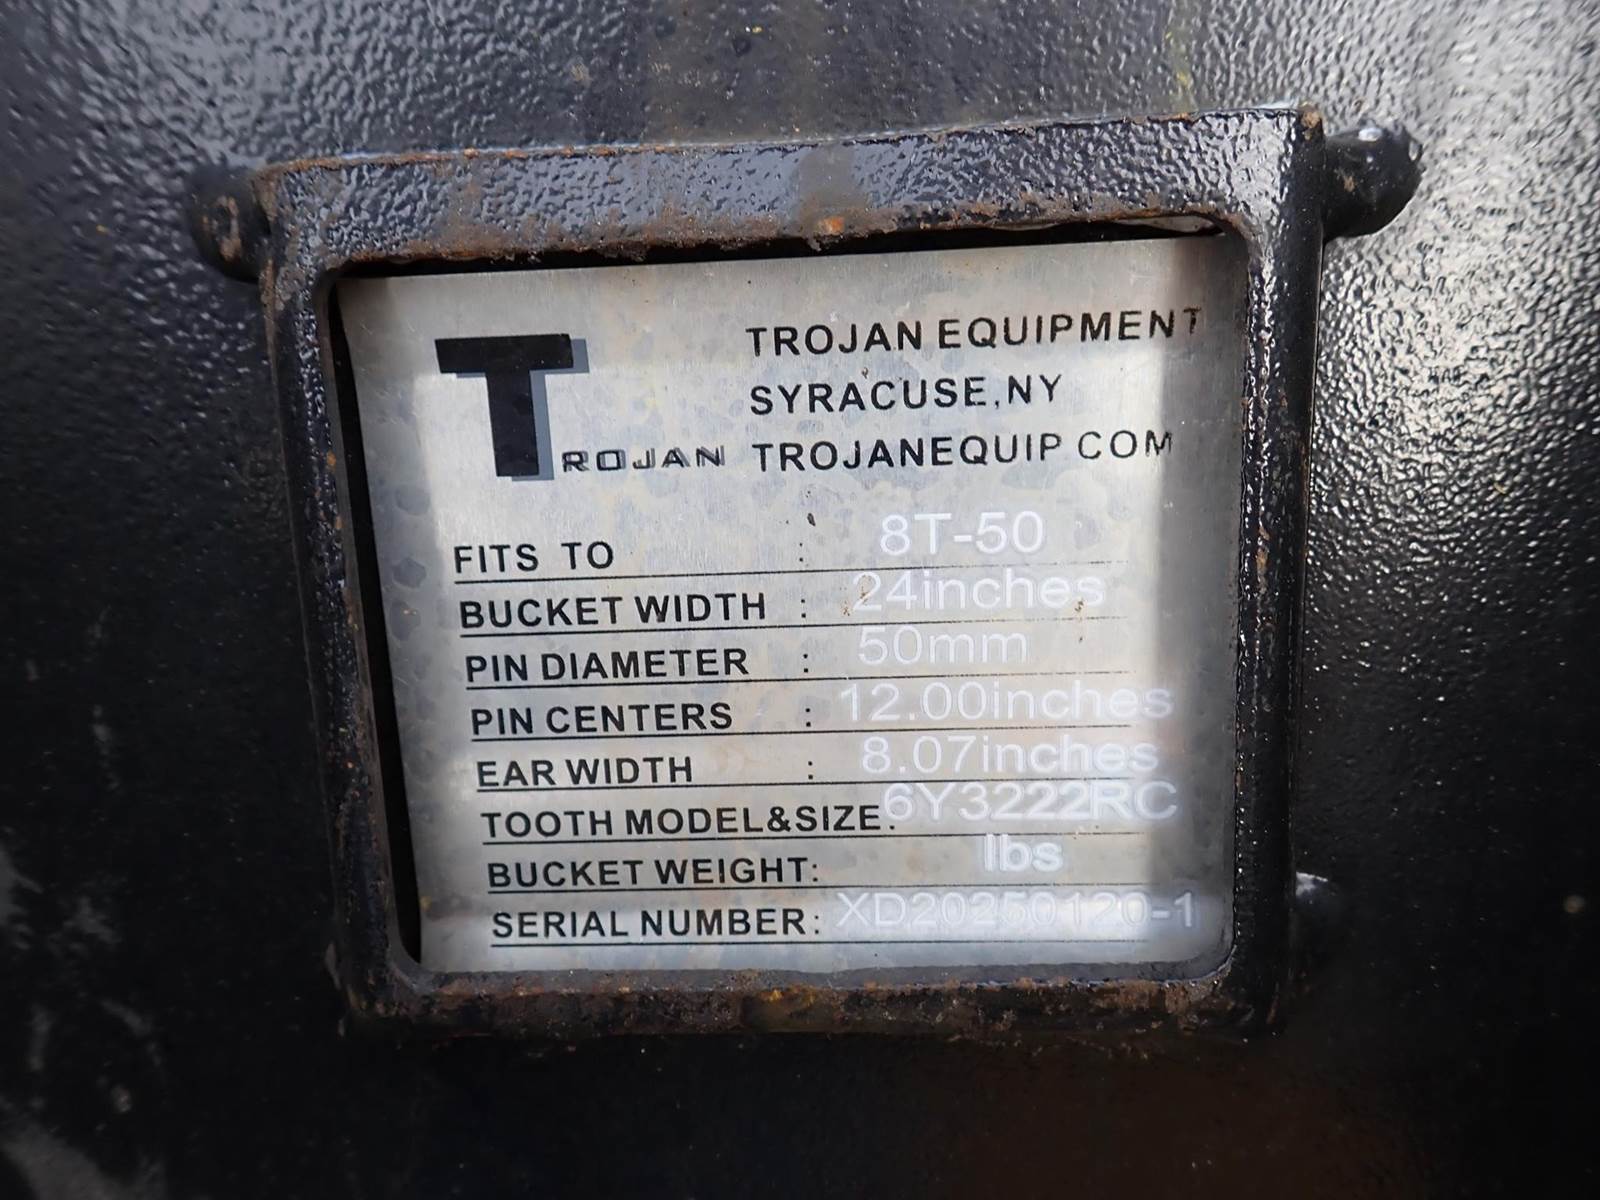 TROJAN
TROJAN EQUIPMENT
SYRACUSE,NY
TROJANEQUIP COM
FITS TO : 8T-50
BUCKET WIDTH : 24inches
PIN DIAMETER : 50mm
PIN CENTERS : 12.00inches
EAR WIDTH : 8.07inches
TOOTH MODEL&SIZE: 6Y3222RC
BUCKET WEIGHT: lbs
SERIAL NUMBER: XD20250120-1